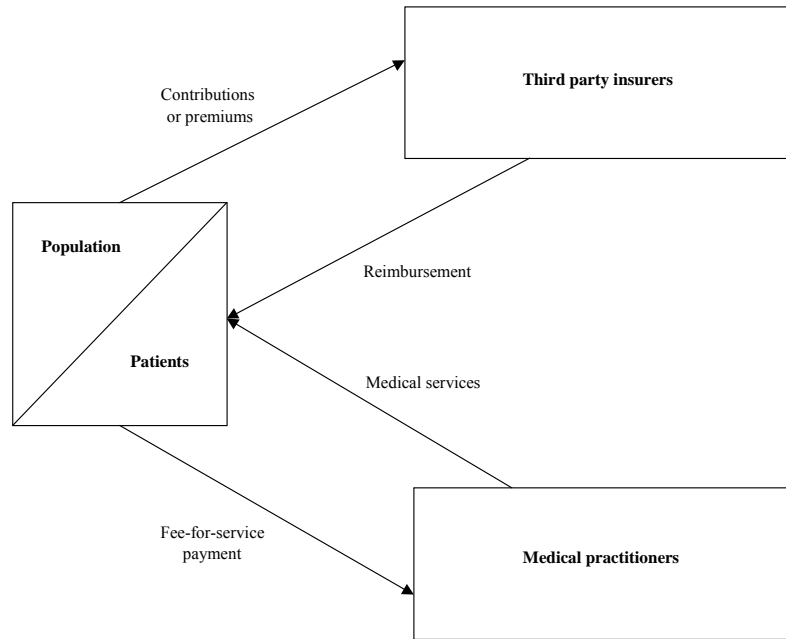 Third party insurers
Contributions
or premiums
Population
Reimbursement
Patients
Medical services
Fee-for-service
payment
Medical practitioners